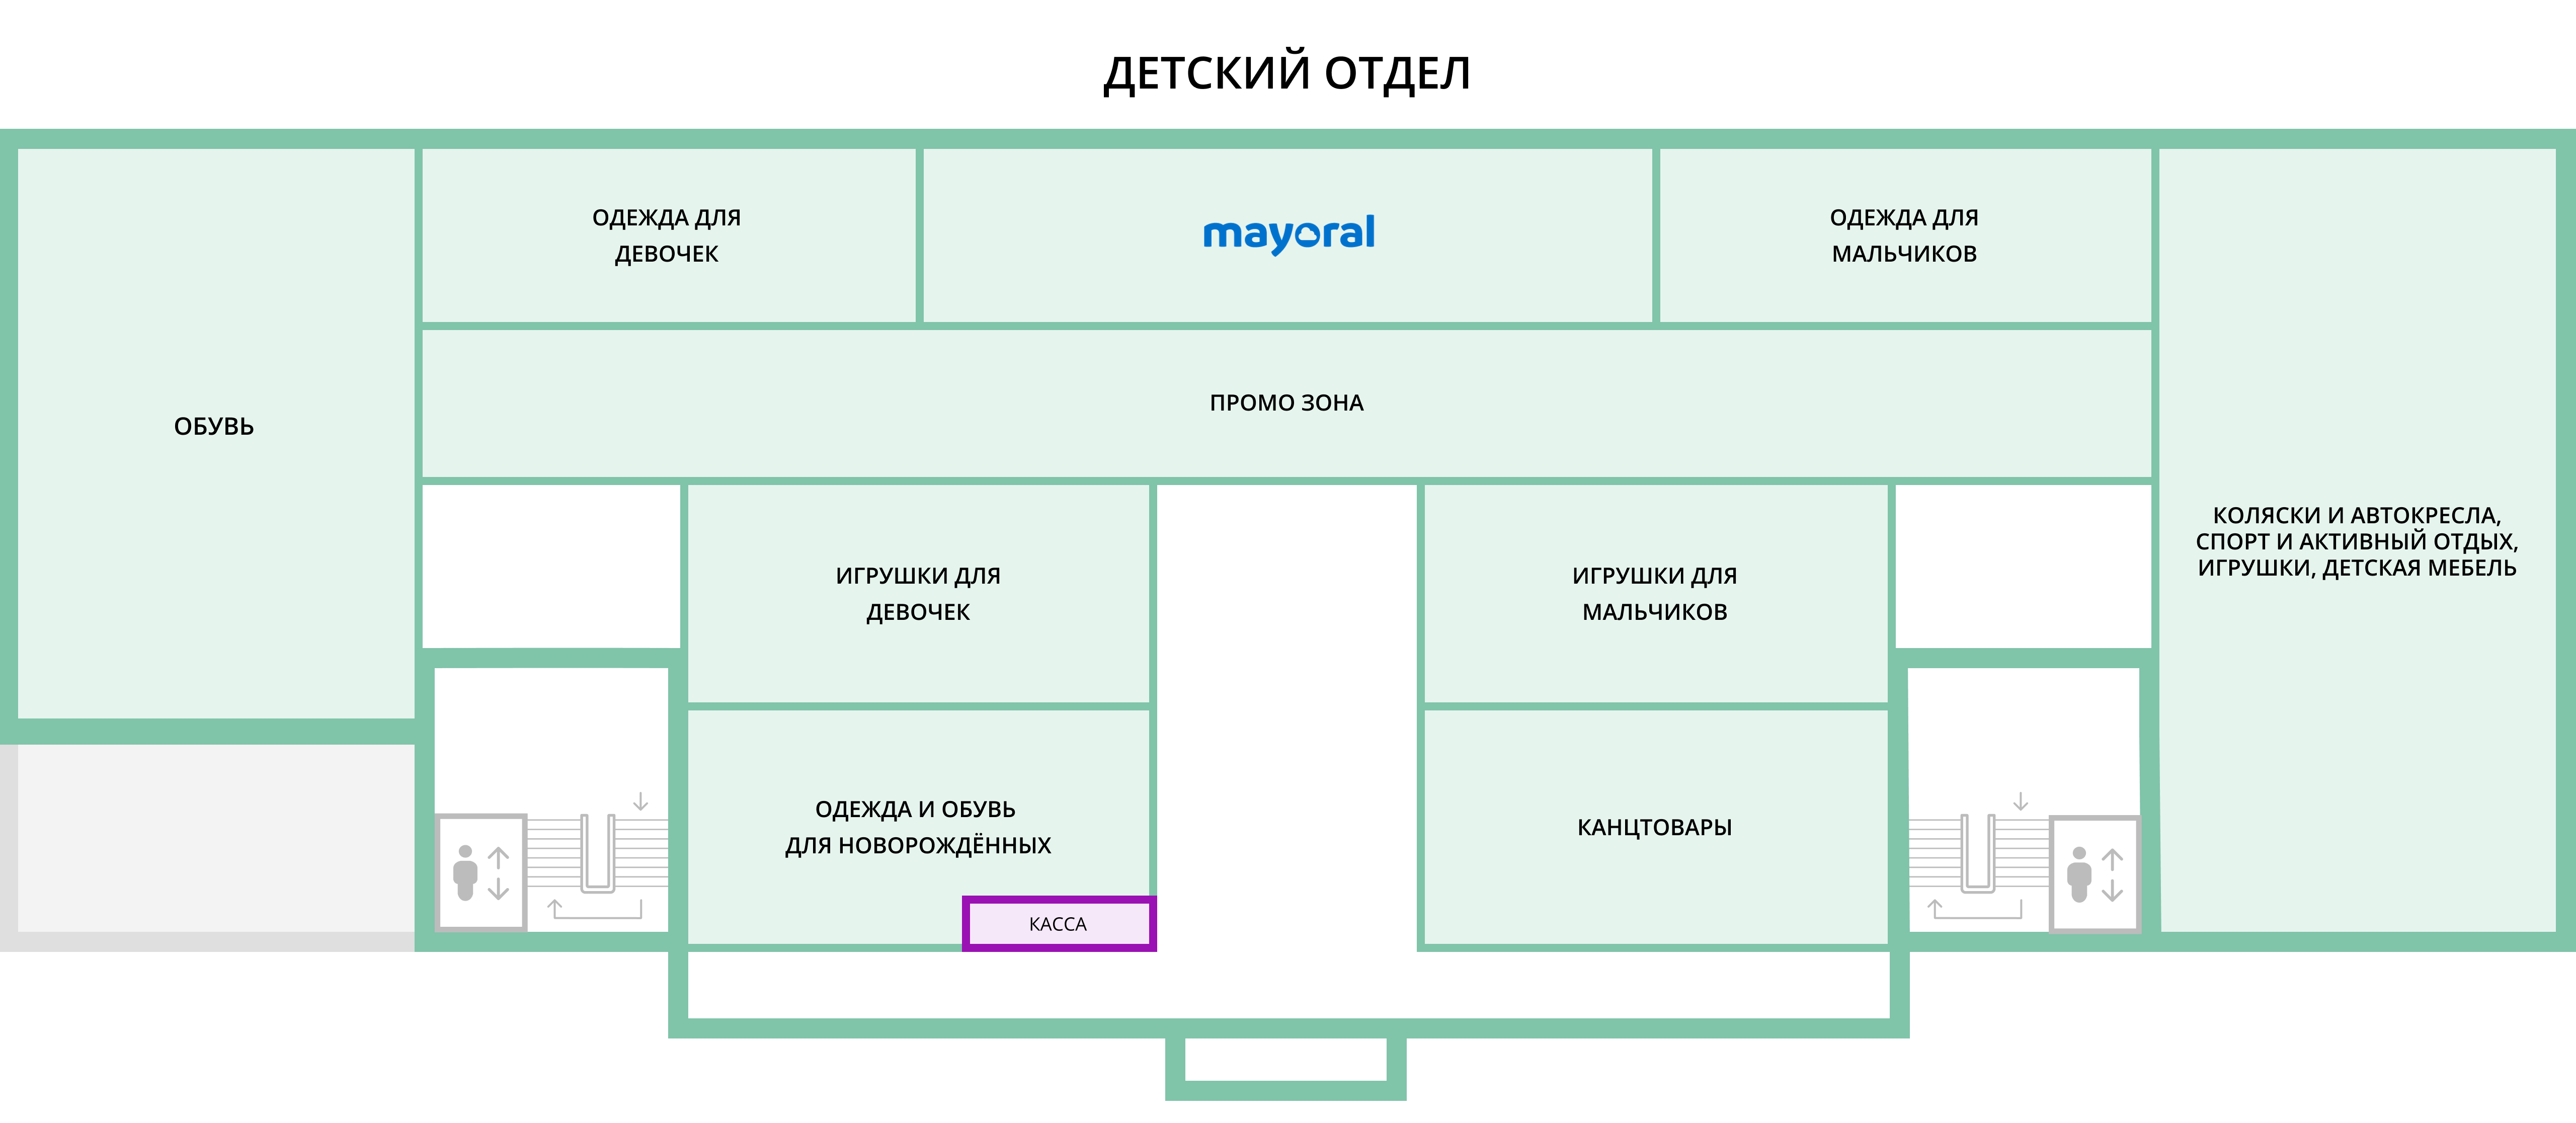 ДЕТСКИЙ ОТДЕЛ
ОДЕЖДА ДЛЯ
ДЕВОЧЕК
mayoral
ОДЕЖДА ДЛЯ
МАЛЬЧИКОВ
ОБУВЬ
ПРОМО ЗОНА
КОЛЯСКИ И АВТОКРЕСЛА,
СПОРТ И АКТИВНЫЙ ОТДЫХ,
ИГРУШКИ, ДЕТСКАЯ МЕБЕЛЬ
ИГРУШКИ ДЛЯ
ДЕВОЧЕК
ИГРУШКИ ДЛЯ
МАЛЬЧИКОВ
ОДЕЖДА И ОБУВЬ
ДЛЯ НОВОРОЖДЁННЫХ
КАНЦТОВАРЫ
КАССА